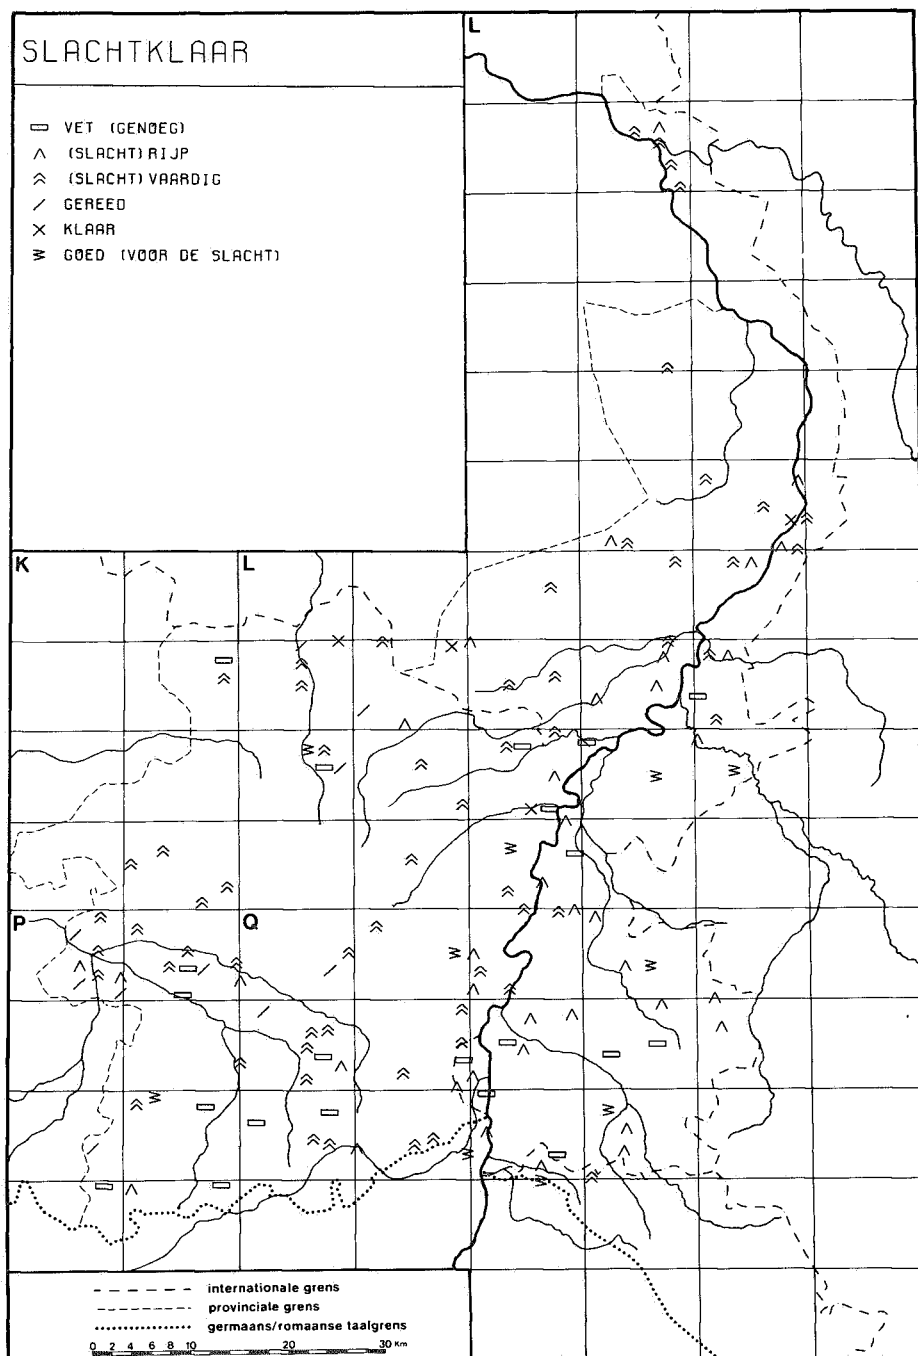 SLACHTKLAAR
VET (GENOEG)
(SLACHT)RIJP
(SLACHT)VAARDIG
GEREED
KLAAR
GOED (VOOR DE SLACHT)
L
K
L
P
Q
internationale grens
provinciale grens
germaans/romaanse taalgrens
0 2 4 6 8 10 20 30 Km